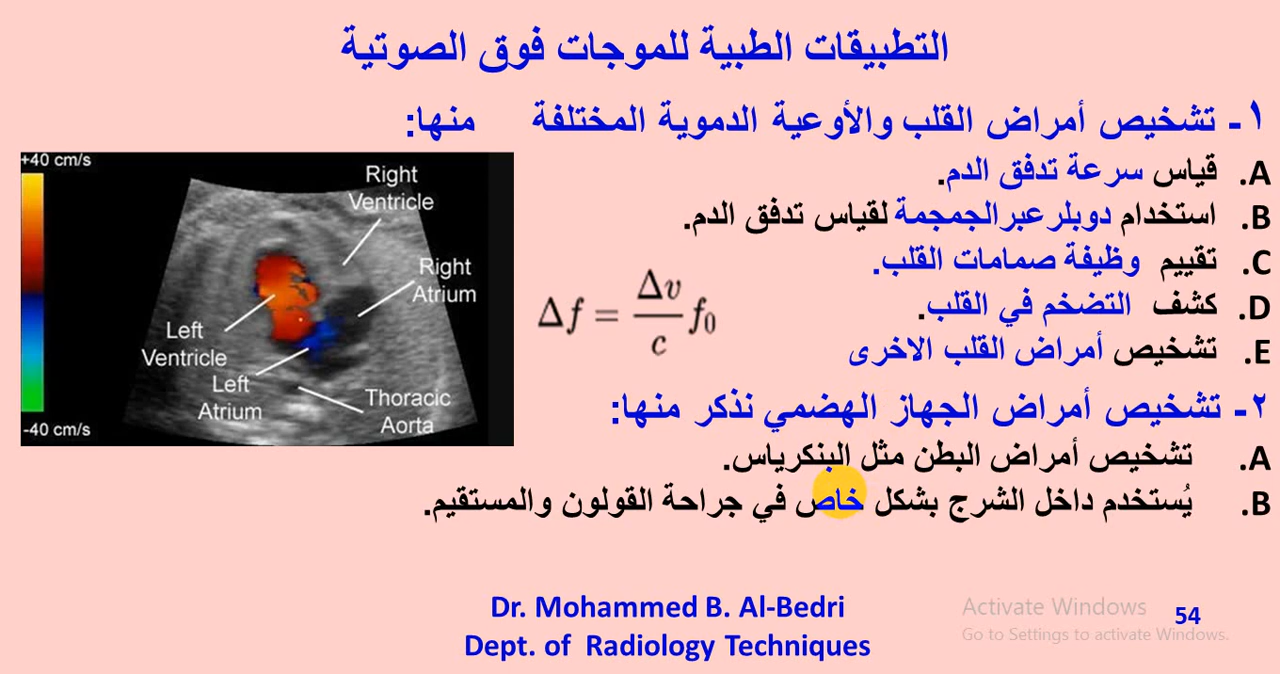 التطبيقات الطبية للموجات فوق الصوتية
١- تشخيص أمراض القلب والأوعية الدموية المختلفة منها:
A. قياس سرعة تدفق الدم.
B. استخدام دوبلرعبرالجمجمة لقياس تدفق الدم.
C. تقييم وظيفة صمامات القلب.
D. كشف التضخم في القلب.
E. تشخيص أمراض القلب الاخرى
+40 cm/s
Right
Ventricle
Right
Atrium
Left
Ventricle
Left
Atrium
Thoracic
Aorta
-40 cm/s
Δf = Δv/c f₀
٢- تشخيص أمراض الجهاز الهضمي نذكر منها:
A. تشخيص أمراض البطن مثل البنكرياس.
B. يُستخدم داخل الشرج بشكل خاص في جراحة القولون والمستقيم.
Dr. Mohammed B. Al-Bedri
Dept. of Radiology Techniques
Activate Windows
Go to Settings to activate Windows.
54